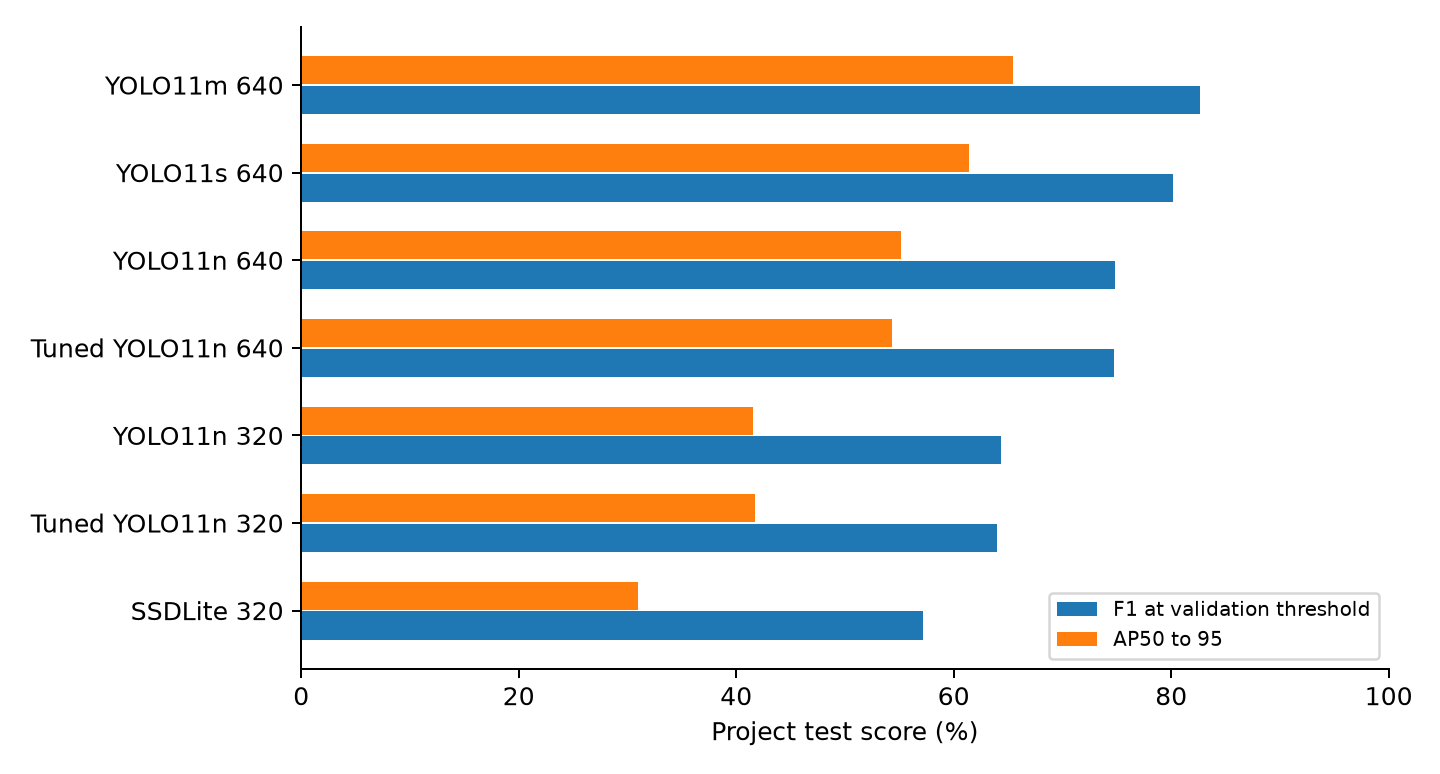 YOLO11m 640
YOLO11s 640
YOLO11n 640
Tuned YOLO11n 640
YOLO11n 320
Tuned YOLO11n 320
SSDLite 320
F1 at validation threshold
AP50 to 95
0 20 40 60 80 100
Project test score (%)